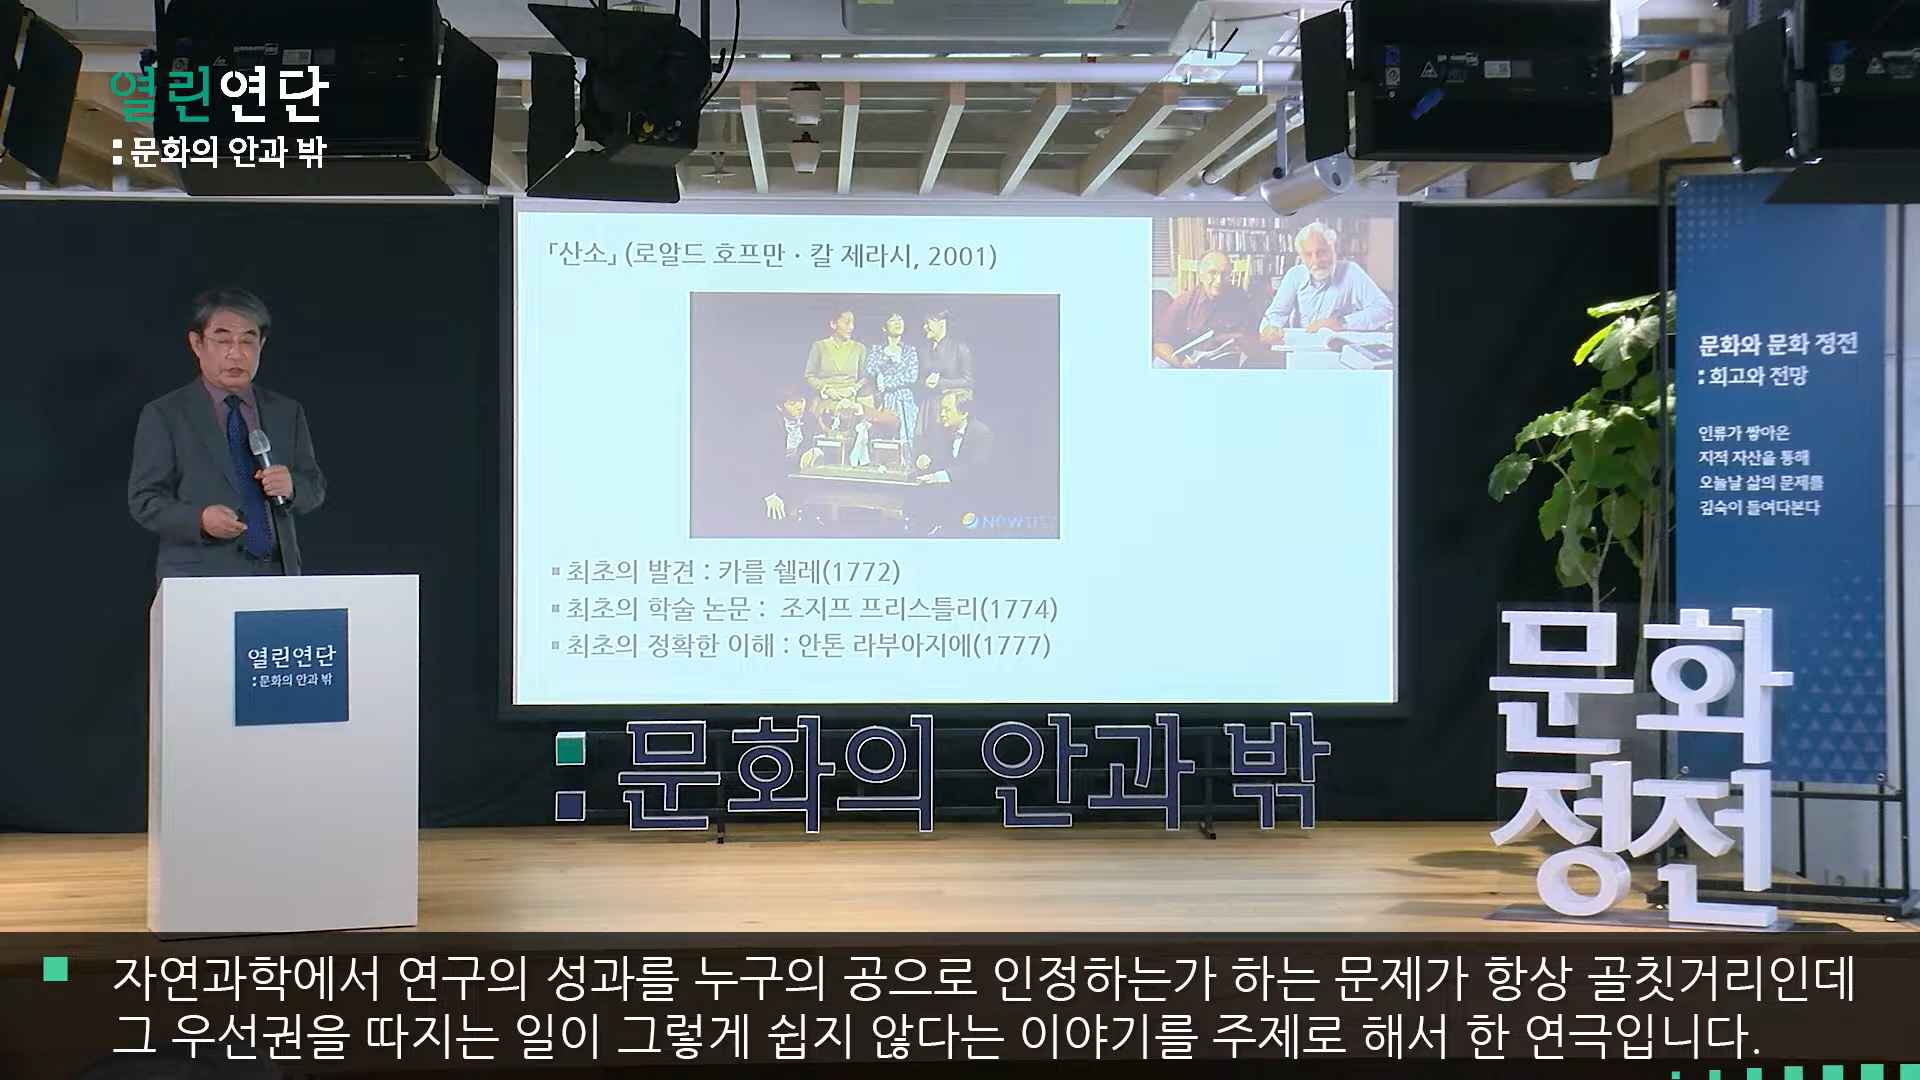 열린연단
:문화의 안과 밖
「산소」 (로알드 호프만 · 칼 제라시, 2001)
NEWSIS
▪ 최초의 발견 : 카를 쉘레(1772)
▪ 최초의 학술 논문 : 조지프 프리스틀리(1774)
▪ 최초의 정확한 이해 : 안톤 라부아지에(1777)
문화와 문화 정전
:회고와 전망
인류가 쌓아온
지적 자산을 통해
오늘날 삶의 문제를
깊숙이 들여다본다
열린연단
:문화의 안과 밖
:문화의 안과 밖
문화
정전
자연과학에서 연구의 성과를 누구의 공으로 인정하는가 하는 문제가 항상 골칫거리인데
그 우선권을 따지는 일이 그렇게 쉽지 않다는 이야기를 주제로 해서 한 연극입니다.